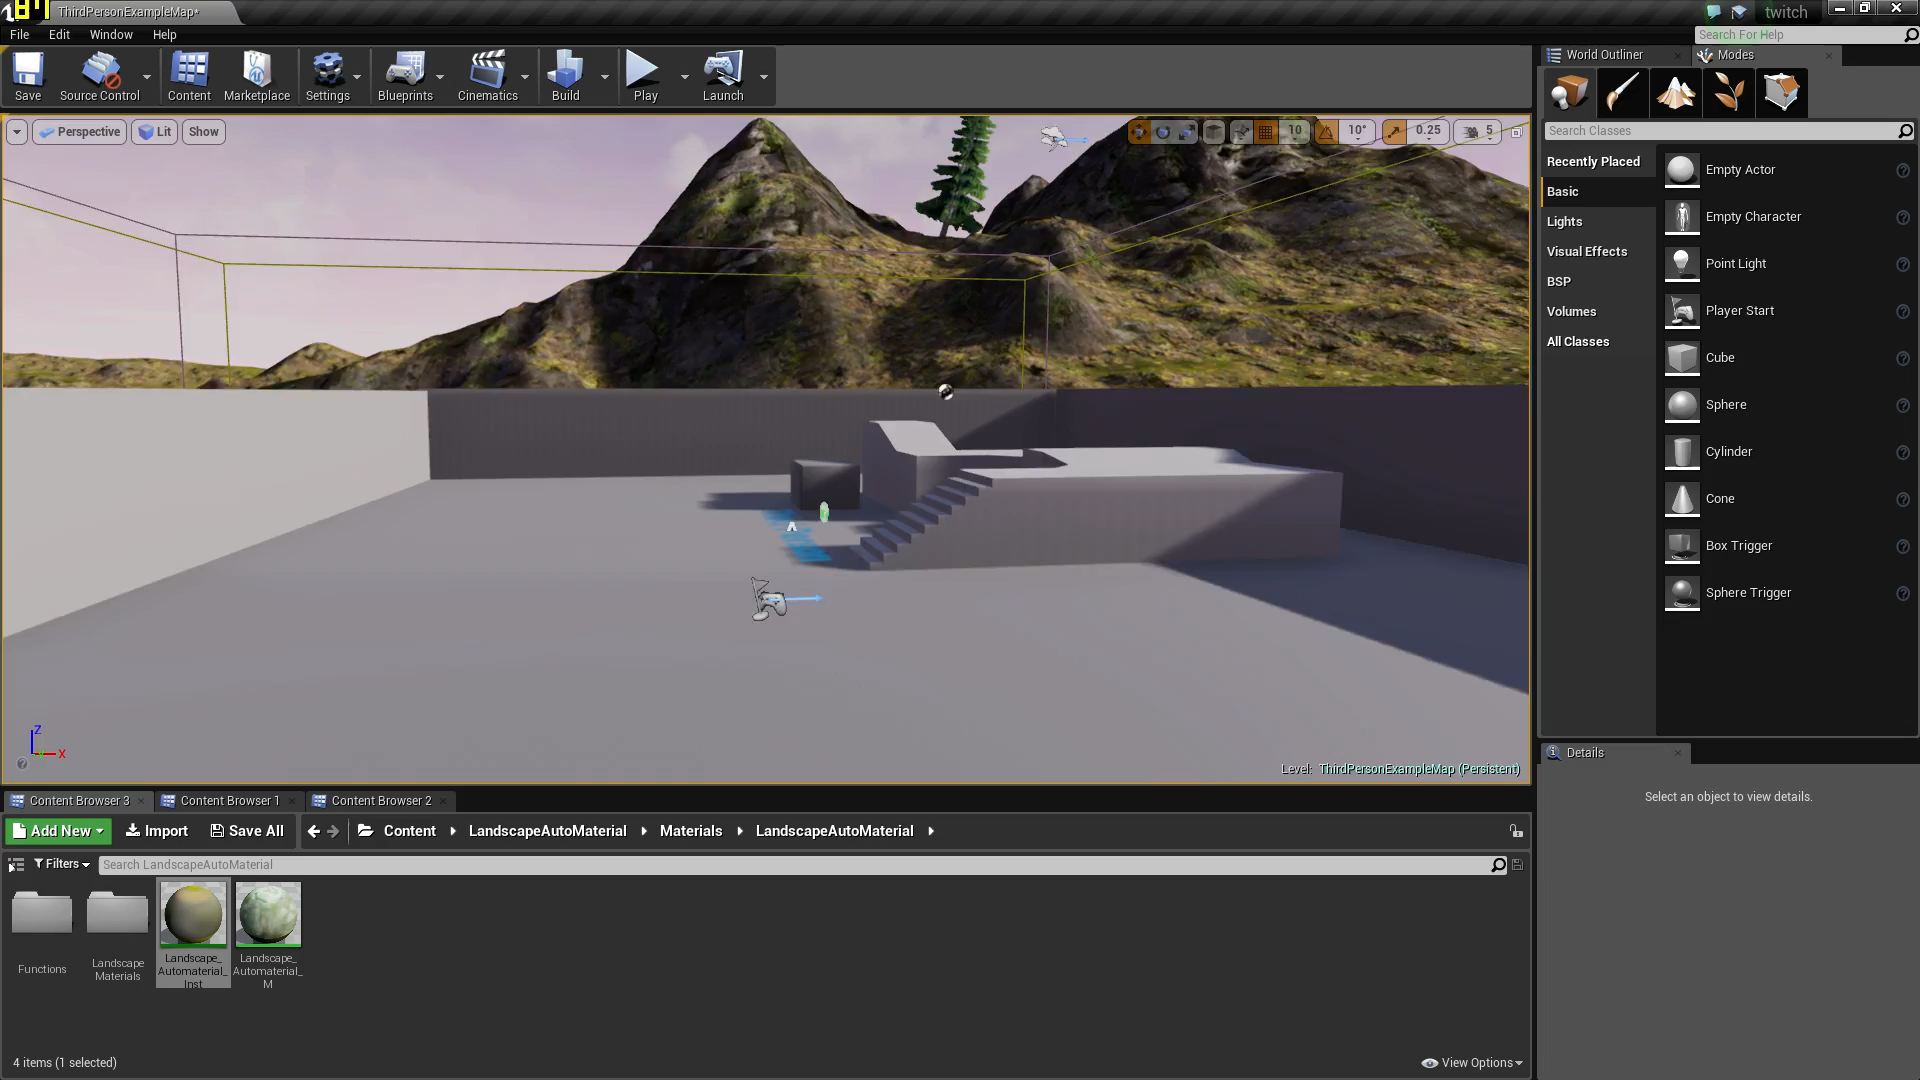 ThirdPersonExampleMap*
twitch
File Edit Window Help
Search For Help
Save Source Control Content Marketplace Settings Blueprints Cinematics Build Play Launch
World Outliner Modes
Perspective Lit Show
10 10° 0.25 5
Search Classes
Recently Placed
Basic
Lights
Visual Effects
BSP
Volumes
All Classes
Empty Actor
Empty Character
Point Light
Player Start
Cube
Sphere
Cylinder
Cone
Box Trigger
Sphere Trigger
Z
X
Level: ThirdPersonExampleMap (Persistent)
Details
Select an object to view details.
Content Browser 3 Content Browser 1 Content Browser 2
Add New Import Save All Content LandscapeAutoMaterial Materials LandscapeAutoMaterial
Filters Search LandscapeAutoMaterial
Functions
Landscape
Materials
Landscape_
Automaterial_
Inst
Landscape_
Automaterial_
M
4 items (1 selected)
View Options